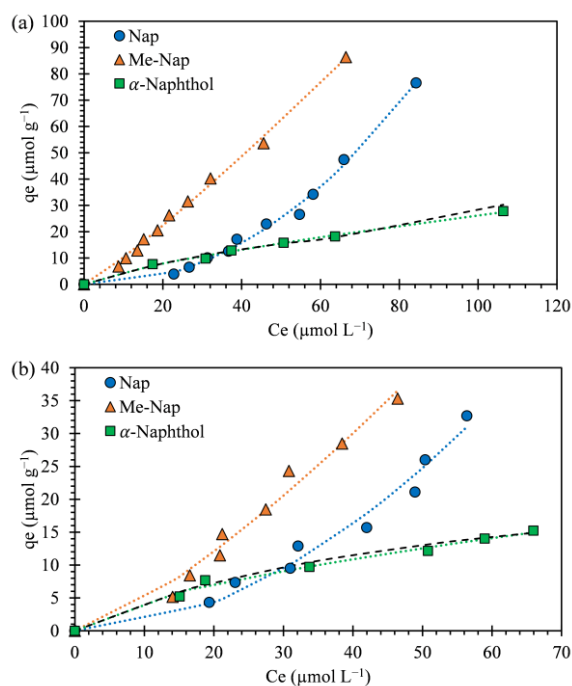 (a)
Nap
Me-Nap
α-Naphthol
qe (μmol g⁻¹)
100
90
80
70
60
50
40
30
20
10
0
0 20 40 60 80 100 120
Ce (μmol L⁻¹)
(b)
Nap
Me-Nap
α-Naphthol
qe (μmol g⁻¹)
40
35
30
25
20
15
10
5
0
0 10 20 30 40 50 60 70
Ce (μmol L⁻¹)